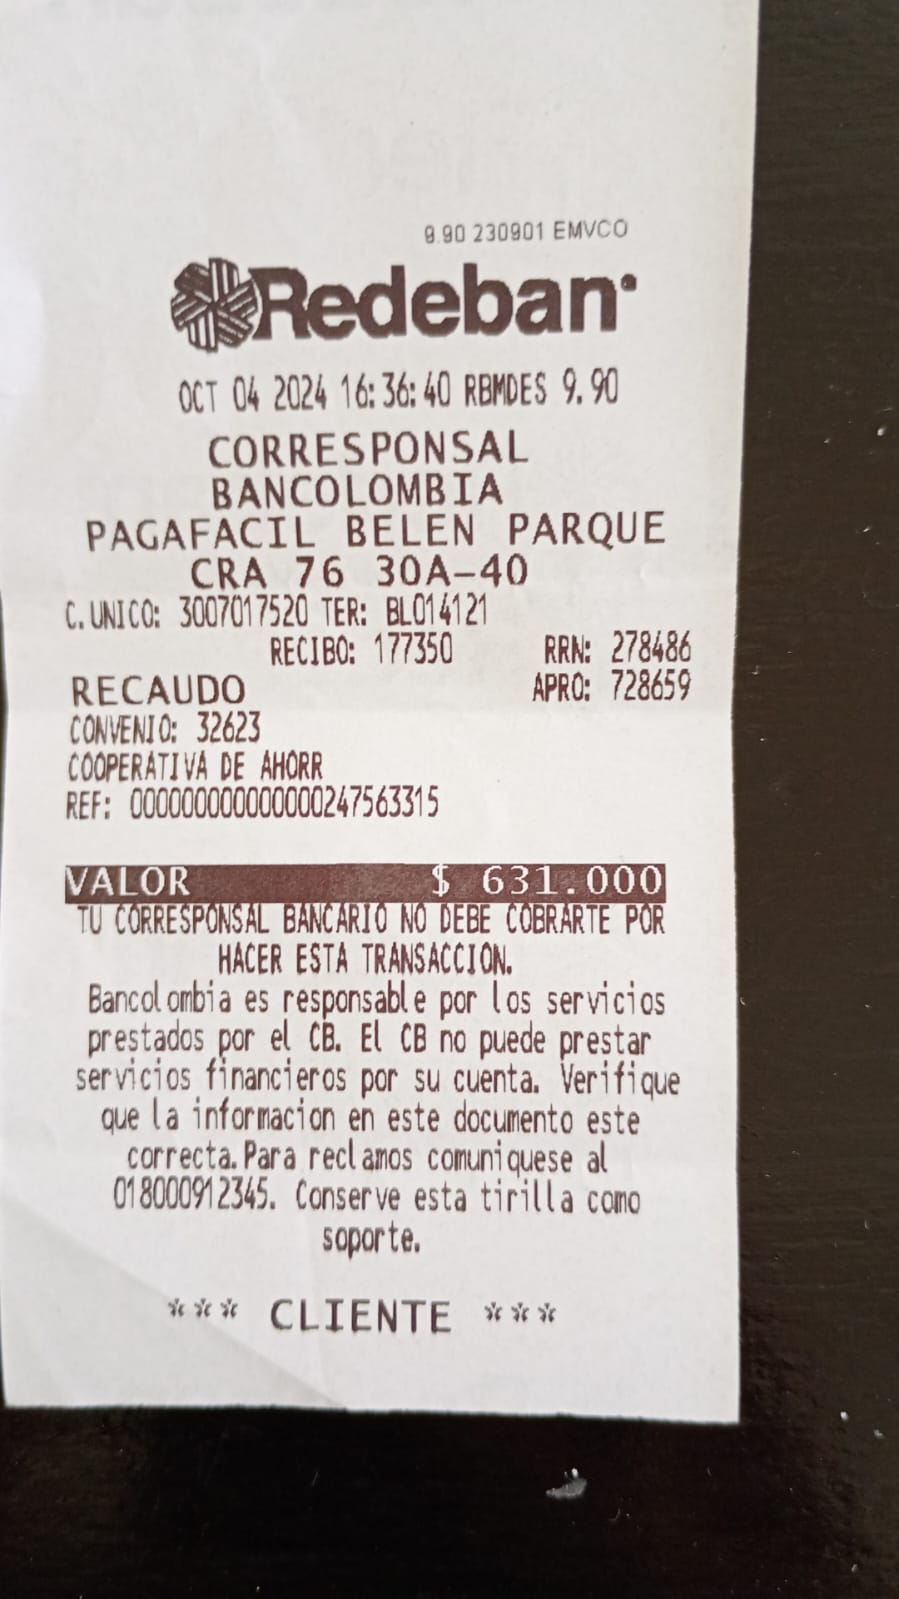 9.90 230901 EMVCO
Redeban
OCT 04 2024 16:36:40 RBMDES 9.90
CORRESPONSAL
BANCOLOMBIA
PAGAFACIL BELEN PARQUE
CRA 76 30A-40
C.UNICO: 3007017520 TER: BL014121
RECIBO: 177350 RRN: 278486
RECAUDO APRO: 728659
CONVENIO: 32623
COOPERATIVA DE AHORR
REF: 000000000000000247563315
VALOR $ 631.000
TU CORRESPONSAL BANCARIO NO DEBE COBRARTE POR
HACER ESTA TRANSACCION.
Bancolombia es responsable por los servicios
prestados por el CB. El CB no puede prestar
servicios financieros por su cuenta. Verifique
que la informacion en este documento este
correcta. Para reclamos comuniquese al
018000912345. Conserve esta tirilla como
soporte.
*** CLIENTE ***